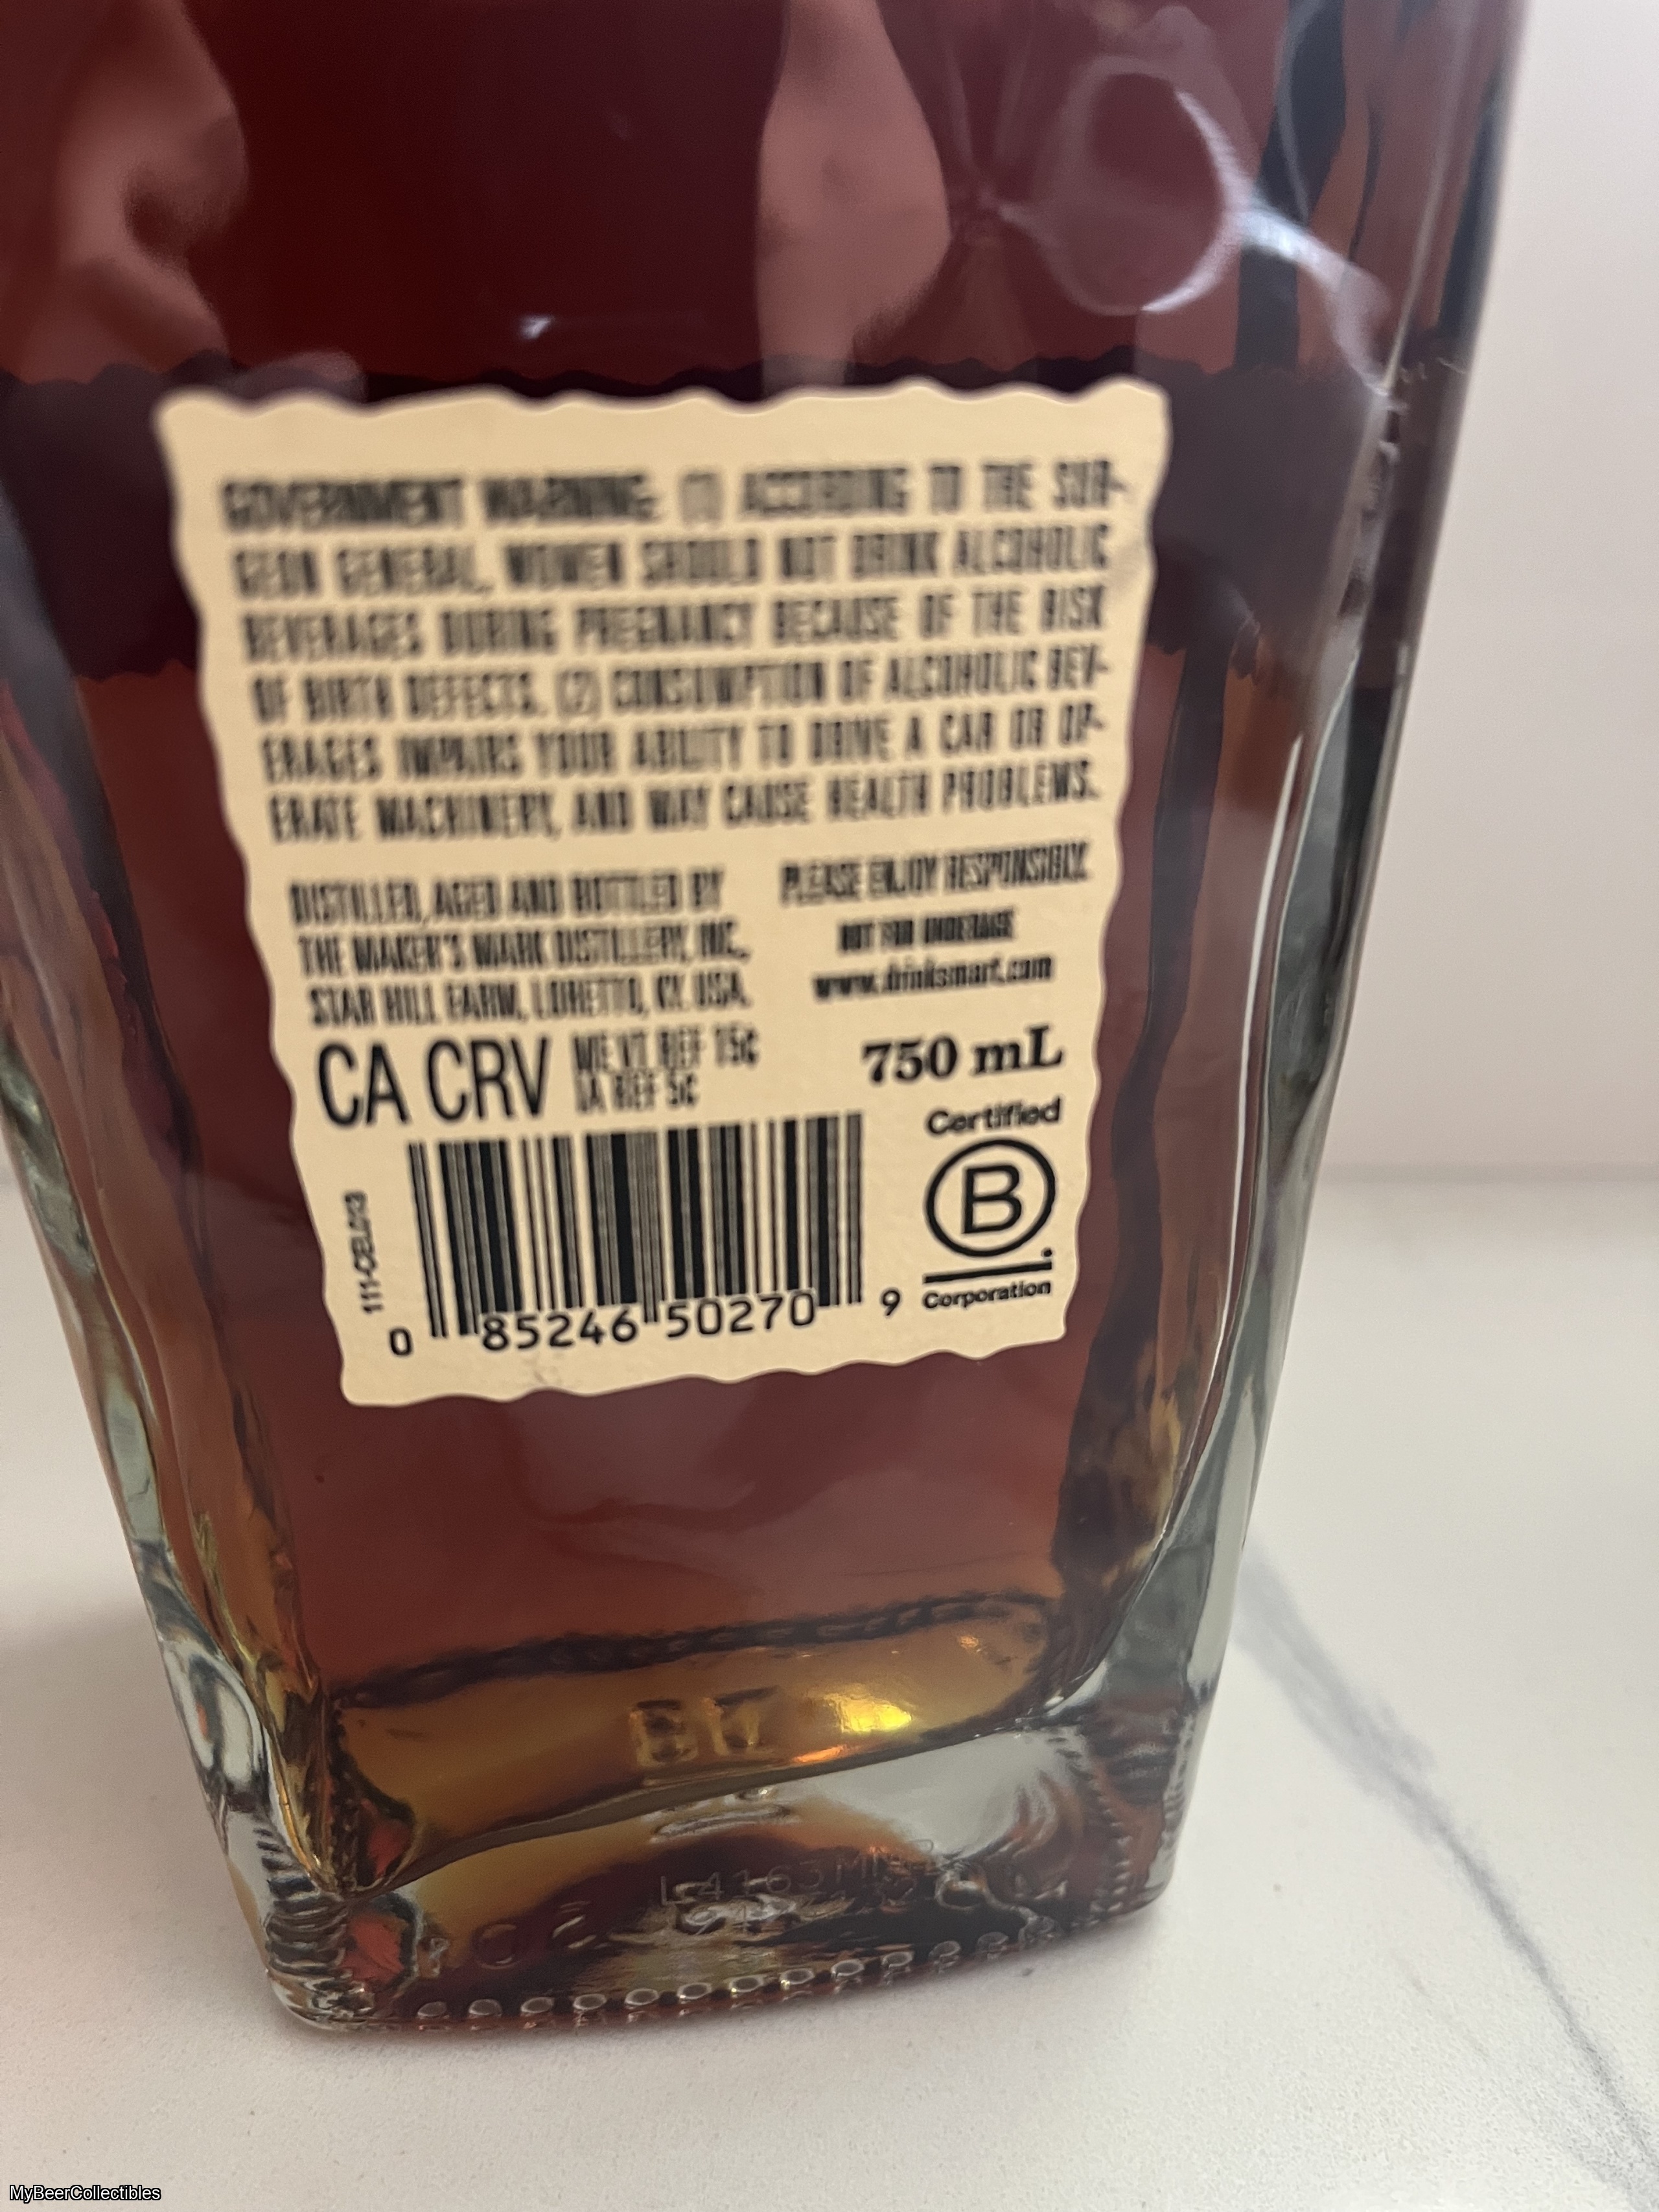 GOVERNMENT WARNING: (1) ACCORDING TO THE SUR-
GEON GENERAL, WOMEN SHOULD NOT DRINK ALCOHOLIC
BEVERAGES DURING PREGNANCY BECAUSE OF THE RISK
OF BIRTH DEFECTS. (2) CONSUMPTION OF ALCOHOLIC BEV-
ERAGES IMPAIRS YOUR ABILITY TO DRIVE A CAR OR OP-
ERATE MACHINERY, AND MAY CAUSE HEALTH PROBLEMS.
DISTILLED, AGED AND BOTTLED BY
THE MAKER'S MARK DISTILLERY, INC.,
STAR HILL FARM, LORETTO, KY. USA.
PLEASE ENJOY RESPONSIBLY.
NOT FOR UNDERAGE
www.drinksmart.com
CA CRV
ME VT REF 15¢
IA REF 5¢
750 mL
Certified
B
Corporation
0 85246 50270 9
MyBeerCollectibles